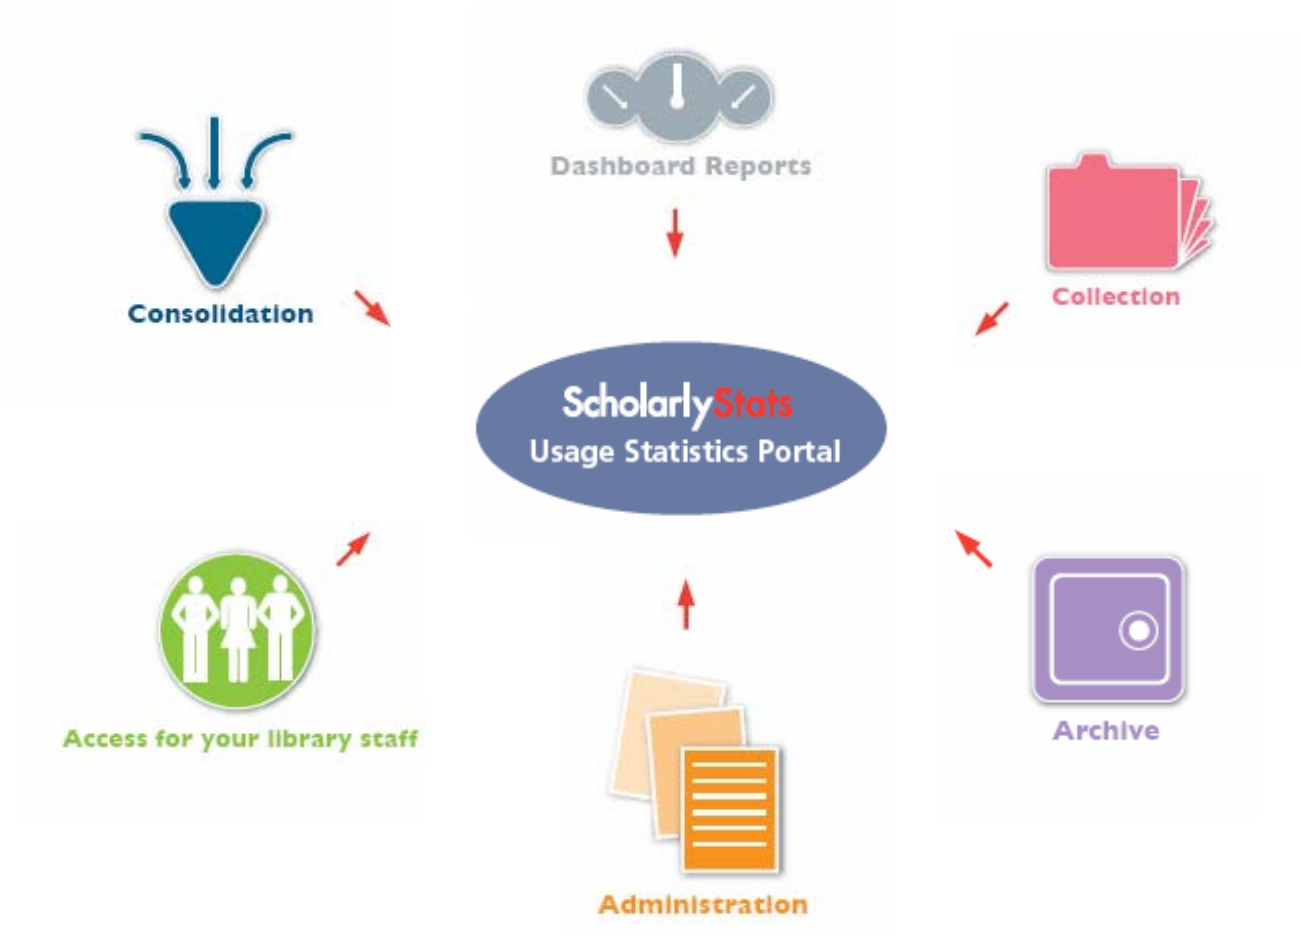 Dashboard Reports
Consolidation
Collection
ScholarlyStats
Usage Statistics Portal
Access for your library staff
Archive
Administration